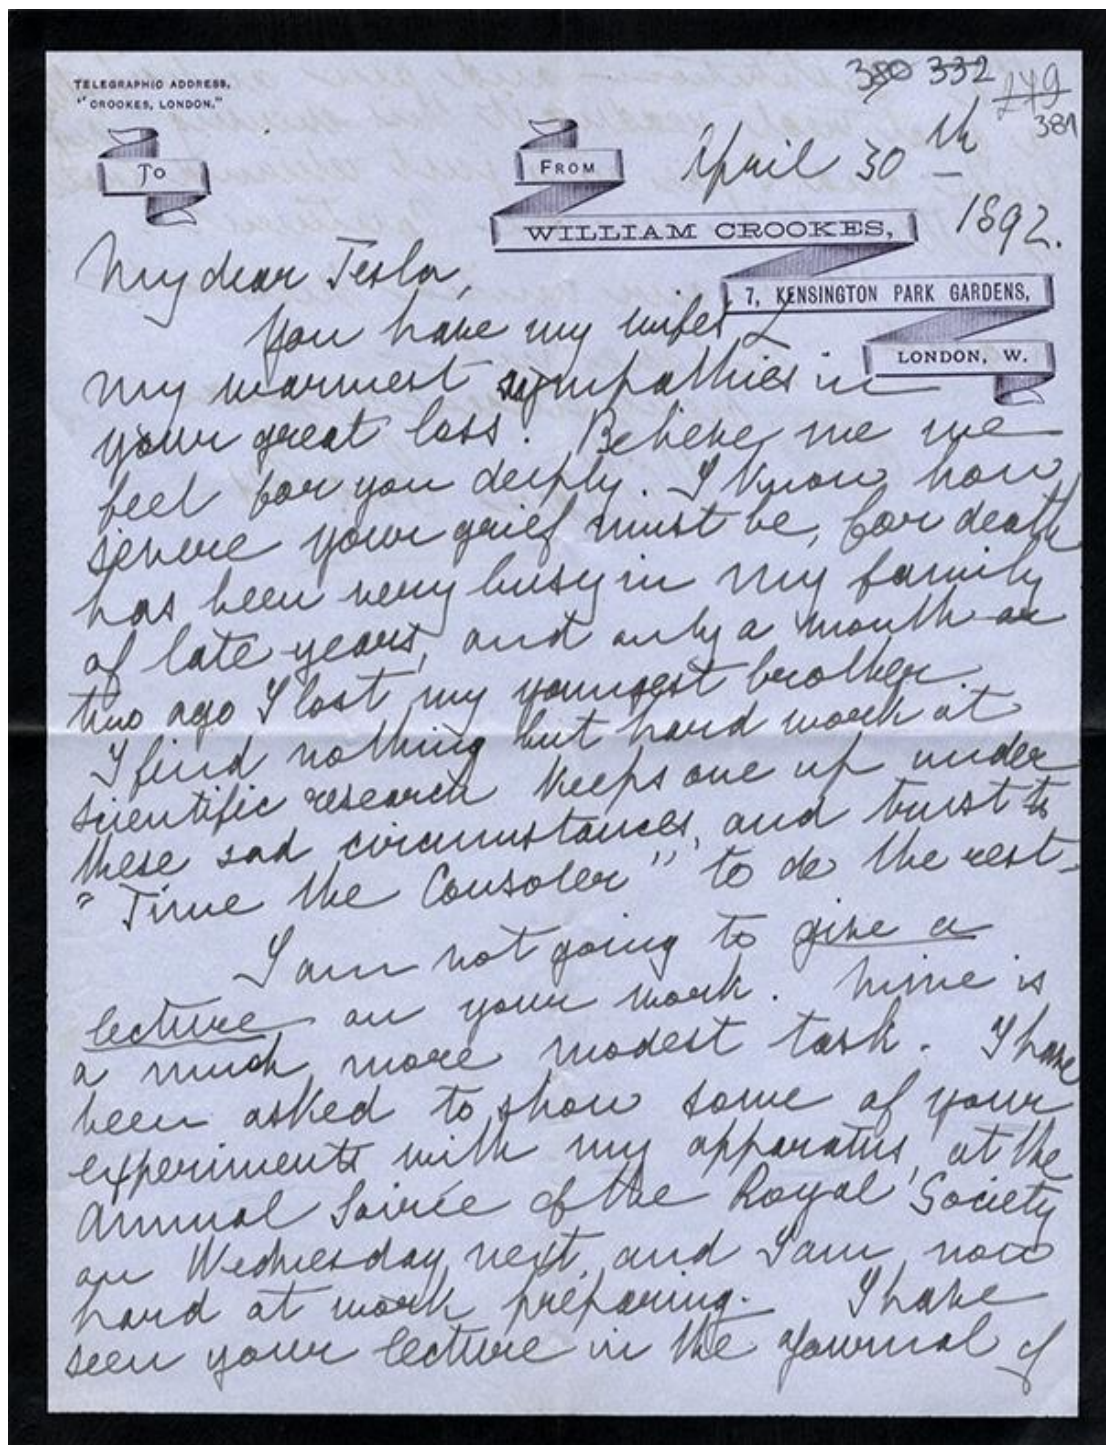 TELEGRAPHIC ADDRESS,
"CROOKES, LONDON."
380 332
249
381
TO
FROM
April 30th
WILLIAM CROOKES,
1892.
7, KENSINGTON PARK GARDENS,
LONDON, W.
My dear Tesla,
You have my wife's &
my warmest sympathies in
your great loss. Believe me we
feel for you deeply. I know how
severe your grief must be, for death
has been very busy in my family
of late years, and only a month or
two ago I lost my youngest brother.
I find nothing but hard work at
scientific research keeps one up under
these sad circumstances, and trust to
"Time the Consoler" to do the rest.
I am not going to give a
lecture on your work. Mine is
a much more modest task. I have
been asked to show some of your
experiments with my apparatus, at the
Annual Soirée of the Royal Society
on Wednesday next, and I am now
hard at work preparing. I have
seen your lecture in the Journal of